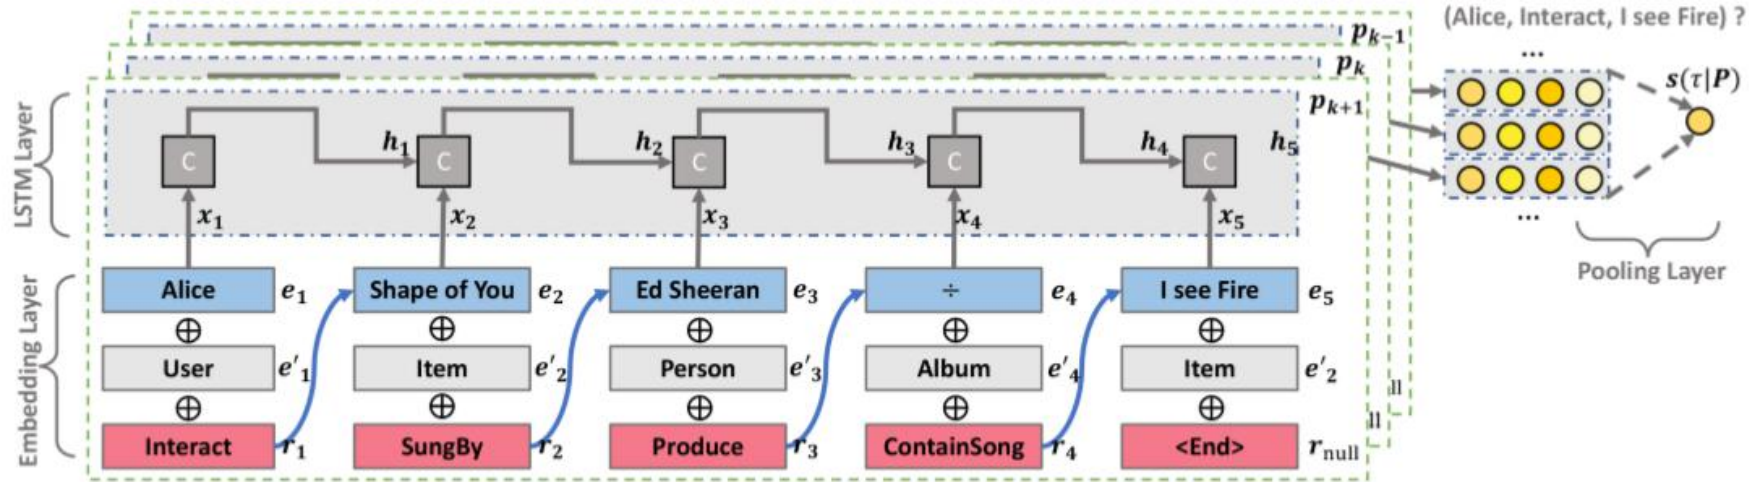 (Alice, Interact, I see Fire) ?
p_{k-1}
p_k
p_{k+1}
...
s(τ|P)
...
Pooling Layer
LSTM Layer
C h_1 C h_2 C h_3 C h_4 C h_5
x_1 x_2 x_3 x_4 x_5
Embedding Layer
Alice e_1 Shape of You e_2 Ed Sheeran e_3 ÷ e_4 I see Fire e_5
⊕ ⊕ ⊕ ⊕ ⊕
User e'_1 Item e'_2 Person e'_3 Album e'_4 Item e'_2
ll
⊕ ⊕ ⊕ ⊕ ⊕
ll
Interact r_1 SungBy r_2 Produce r_3 ContainSong r_4 <End> r_null